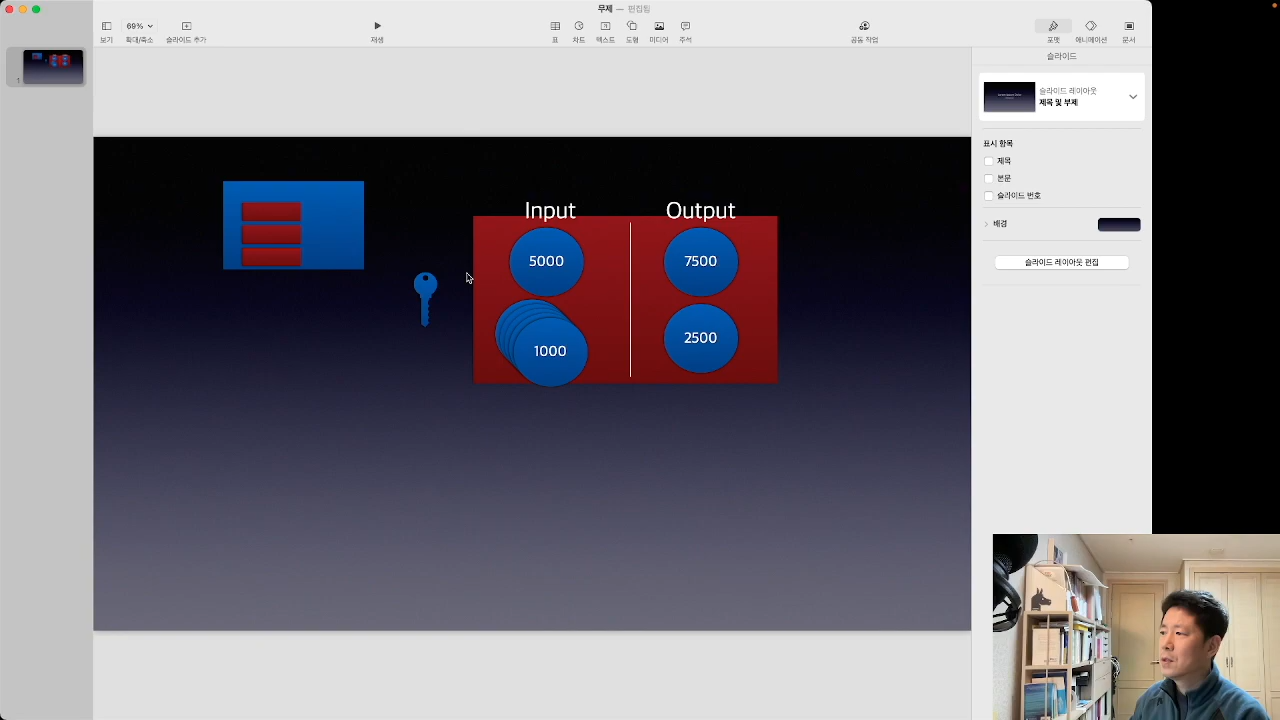 무제 — 편집됨
69%
보기
확대/축소
슬라이드 추가
재생
표
차트
텍스트
도형
미디어
주석
공동 작업
포맷
애니메이션
문서
슬라이드
슬라이드 레이아웃
제목 및 부제
표시 항목
제목
본문
슬라이드 번호
배경
슬라이드 레이아웃 편집
1
Input
Output
5000
7500
1000
2500